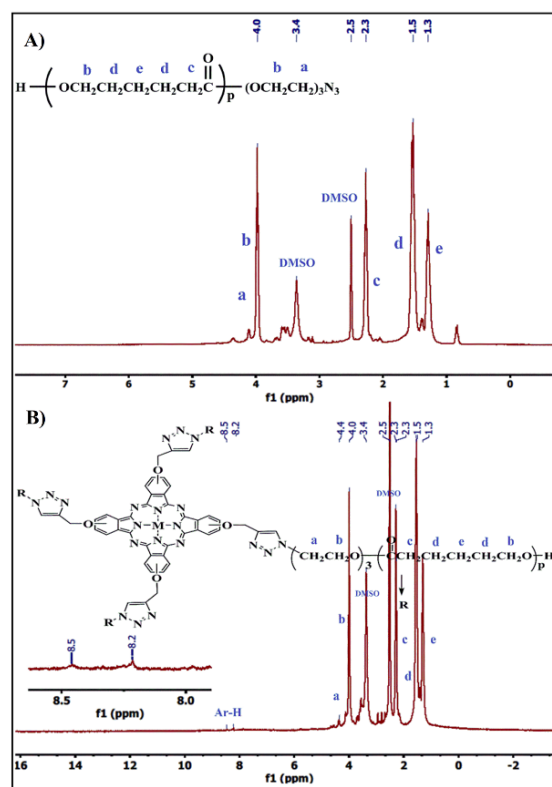 A)
4.0 3.4 2.5 2.3 1.5 1.3
b d e d c O b a
H (OCH₂CH₂CH₂CH₂CH₂C)p (OCH₂CH₂)₃N₃
DMSO
b
DMSO
d
e
a
c
7 6 5 4 3 2 1 0
f1 (ppm)
B)
8.5 8.2
4.4 4.0 3.4 2.5 2.3 2.3 1.5 1.3
R
N N N
O
R
N N N
O
N N N
N M N
N N N
O
N N N
a b O c d e d b
(CH₂CH₂O)₃ (CCH₂CH₂CH₂CH₂CH₂O)p H
DMSO
DMSO
R
O
O
N N N
R
N N N
R
b
c
e
d
a
8.5 8.2
8.5 8.0
f1 (ppm)
Ar-H
16 14 12 10 8 6 4 2 0 -2
f1 (ppm)